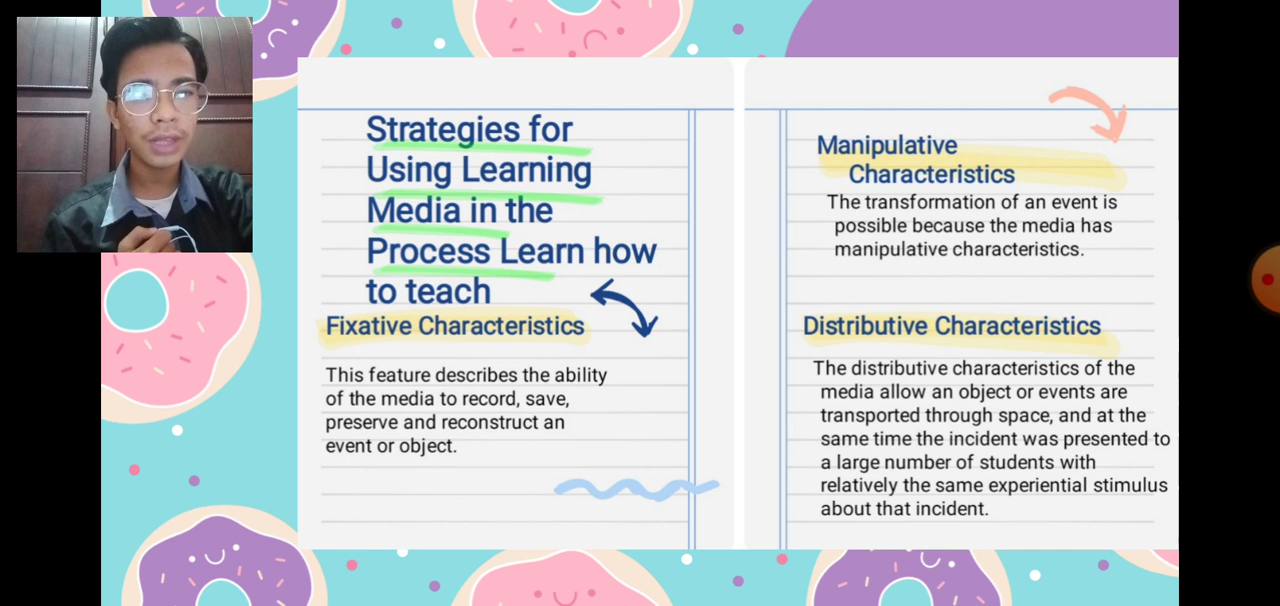 Strategies for
Using Learning
Media in the
Process Learn how
to teach
Fixative Characteristics
This feature describes the ability
of the media to record, save,
preserve and reconstruct an
event or object.
Manipulative
Characteristics
The transformation of an event is
possible because the media has
manipulative characteristics.
Distributive Characteristics
The distributive characteristics of the
media allow an object or events are
transported through space, and at the
same time the incident was presented to
a large number of students with
relatively the same experiential stimulus
about that incident.